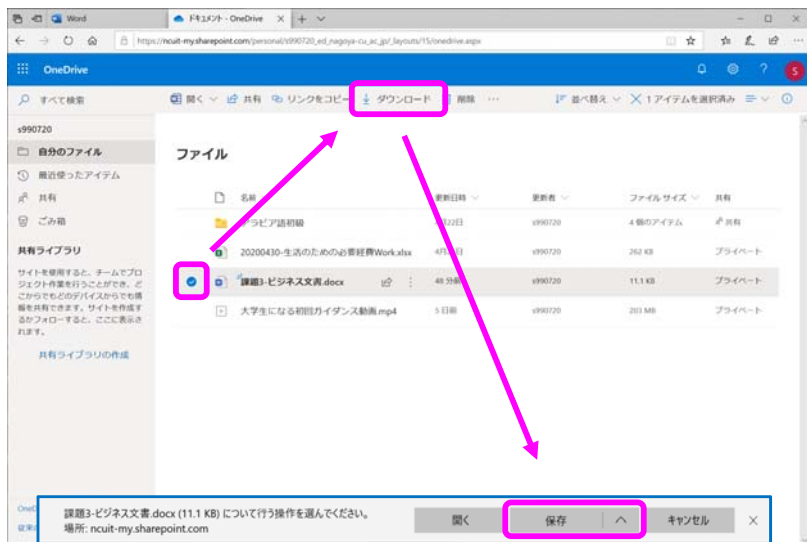 Word
ドキュメント - OneDrive
https://ncuit-my.sharepoint.com/personal/s990720_ed_nagoya-cu_ac_jp/_layouts/15/onedrive.aspx
OneDrive
S
すべて検索
開く 共有 リンクをコピー ダウンロード 削除 ... 並べ替え 1 アイテムを選択済み
s990720
自分のファイル
最近使ったアイテム
共有
ごみ箱
共有ライブラリ
サイトを使用すると、チームでプロ
ジェクト作業を行うことができ、ど
こからでもどのデバイスからでも情
報を共有できます。サイトを作成す
るかフォローすると、ここに表示さ
れます。
共有ライブラリの作成
ファイル
名前 更新日時 更新者 ファイル サイズ 共有
ラビア語初級 月22日 s990720 4 個のアイテム 共有
20200430-生活のための必要経費Work.xlsx s990720 262 KB プライベート
課題3-ビジネス文書.docx 48 分前 s990720 11.1 KB プライベート
大学生になる初回ガイダンス動画.mp4 5 日前 s990720 203 MB プライベート
課題3-ビジネス文書.docx (11.1 KB) について行う操作を選んでください。
場所: ncuit-my.sharepoint.com
開く 保存 キャンセル